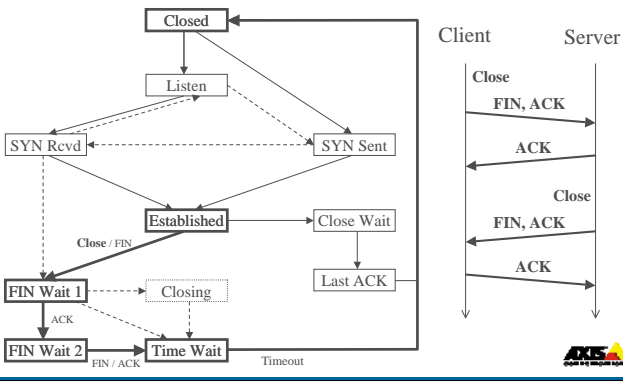 Closed
Listen
SYN Rcvd
SYN Sent
Established
Close Wait
Close / FIN
Last ACK
FIN Wait 1
Closing
ACK
FIN Wait 2
FIN / ACK
Time Wait
Timeout
Client
Server
Close
FIN, ACK
ACK
Close
FIN, ACK
ACK
AXIS